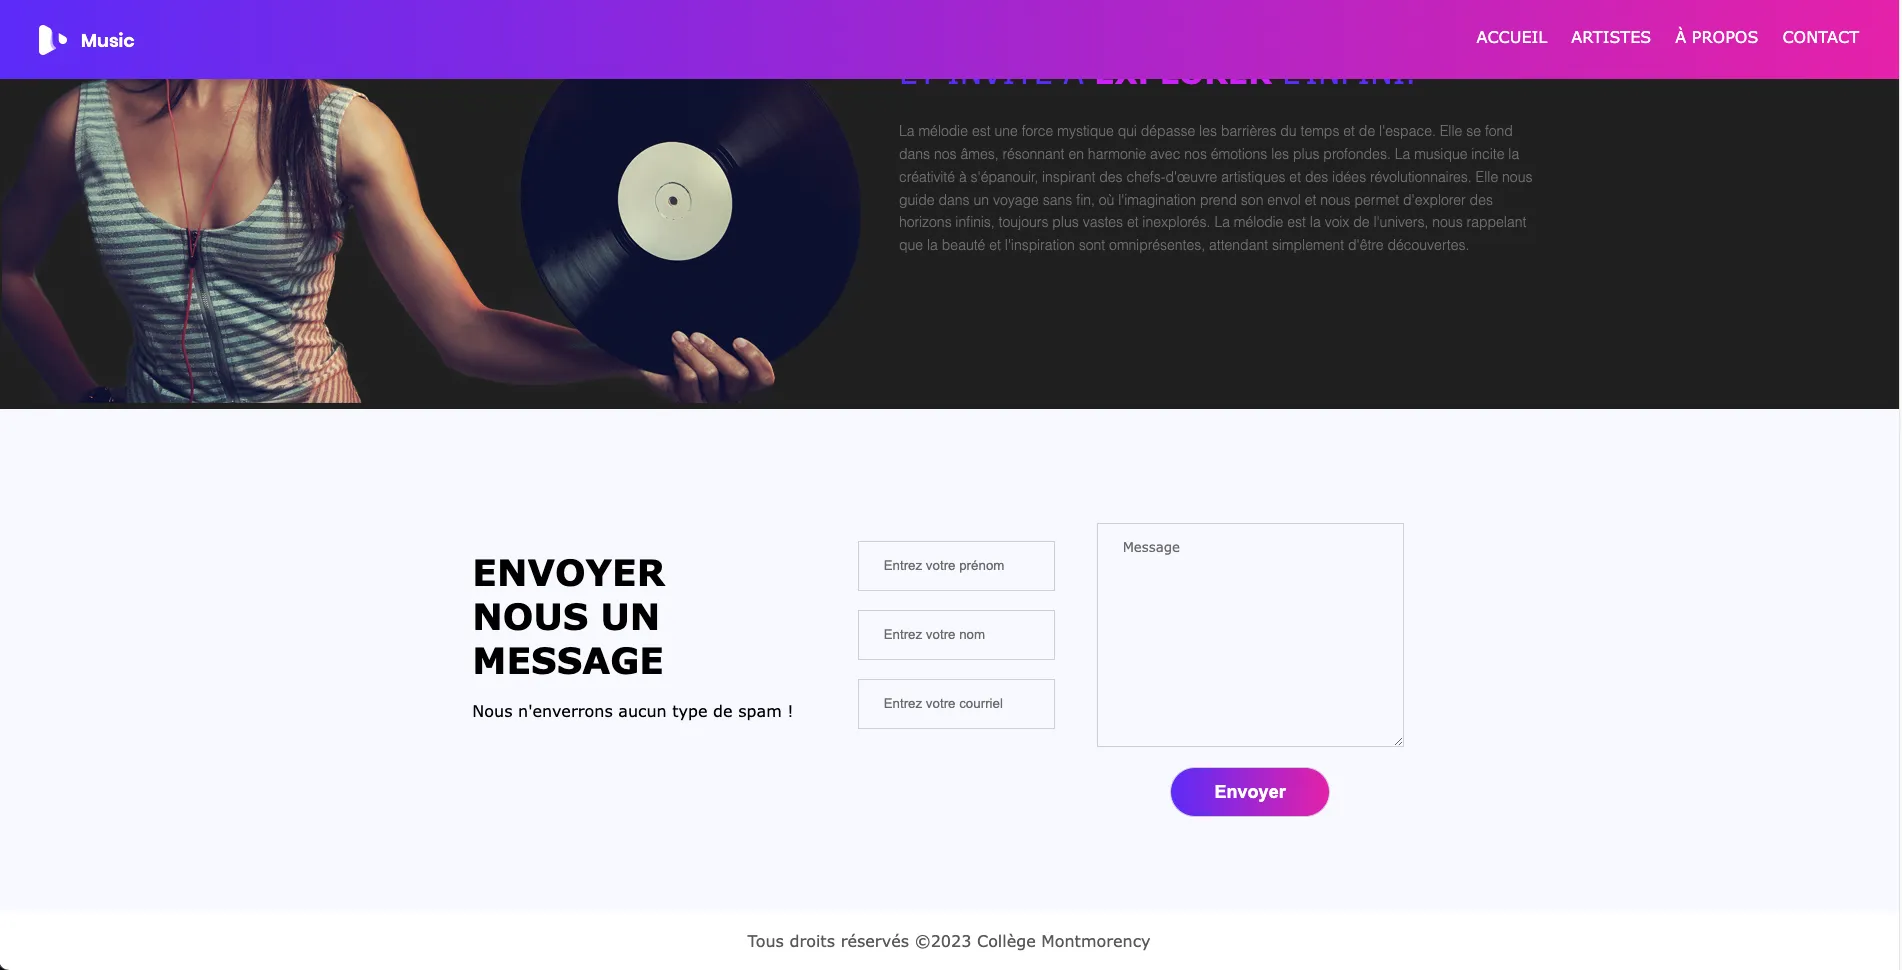 Music
ACCUEIL ARTISTES À PROPOS CONTACT
ET INVITE À EXPLORER L'INFINI
La mélodie est une force mystique qui dépasse les barrières du temps et de l'espace. Elle se fond
dans nos âmes, résonnant en harmonie avec nos émotions les plus profondes. La musique incite la
créativité à s'épanouir, inspirant des chefs-d'œuvre artistiques et des idées révolutionnaires. Elle nous
guide dans un voyage sans fin, où l'imagination prend son envol et nous permet d'explorer des
horizons infinis, toujours plus vastes et inexplorés. La mélodie est la voix de l'univers, nous rappelant
que la beauté et l'inspiration sont omniprésentes, attendant simplement d'être découvertes.
ENVOYER
NOUS UN
MESSAGE
Nous n'enverrons aucun type de spam !
Entrez votre prénom
Entrez votre nom
Entrez votre courriel
Message
Envoyer
Tous droits réservés ©2023 Collège Montmorency